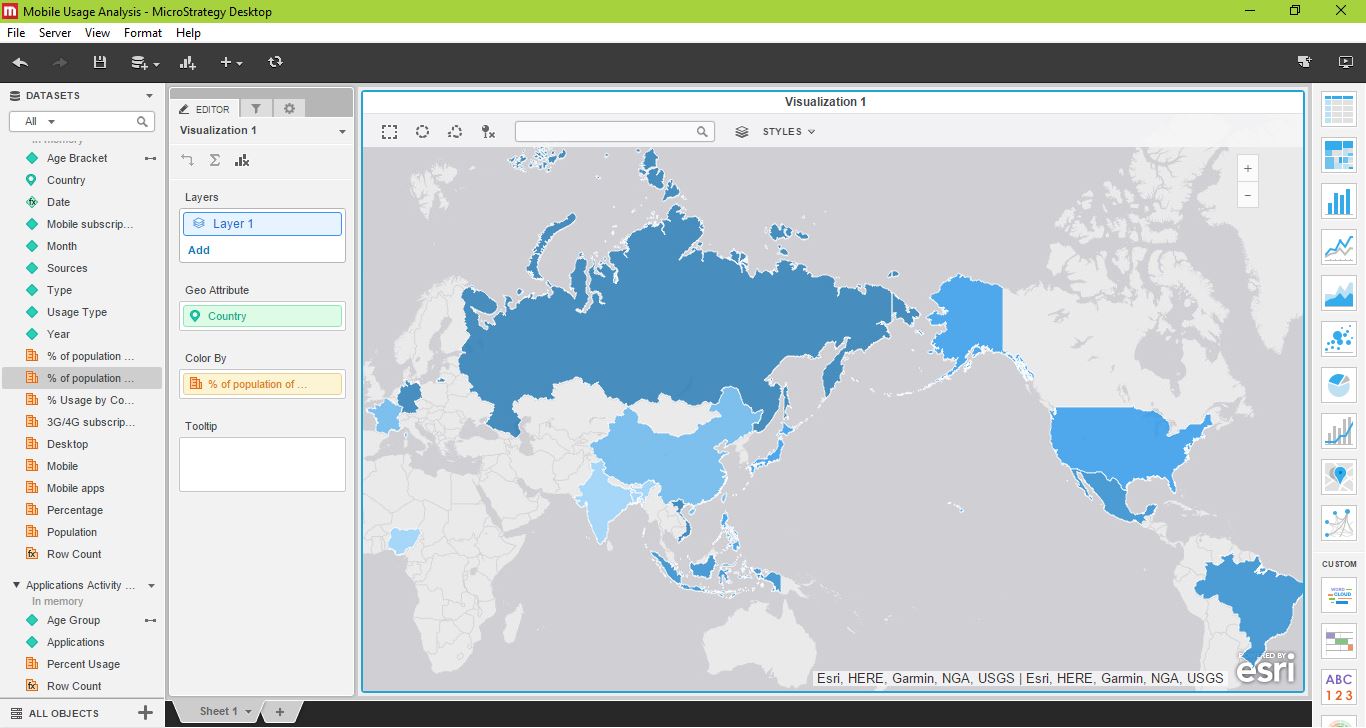 Mobile Usage Analysis - MicroStrategy Desktop
File Server View Format Help
DATASETS
All
In memory
Age Bracket
Country
Date
Mobile subscrip...
Month
Sources
Type
Usage Type
Year
% of population ...
% of population ...
% Usage by Co...
3G/4G subscrip...
Desktop
Mobile
Mobile apps
Percentage
Population
Row Count
Applications Activity ...
In memory
Age Group
Applications
Percent Usage
Row Count
ALL OBJECTS
EDITOR
Visualization 1
Layers
Layer 1
Add
Geo Attribute
Country
Color By
% of population of ...
Tooltip
Visualization 1
STYLES
+
−
POWERED BY
esri
Esri, HERE, Garmin, NGA, USGS | Esri, HERE, Garmin, NGA, USGS
Sheet 1
CUSTOM
WORD
CLOUD
ABC
123